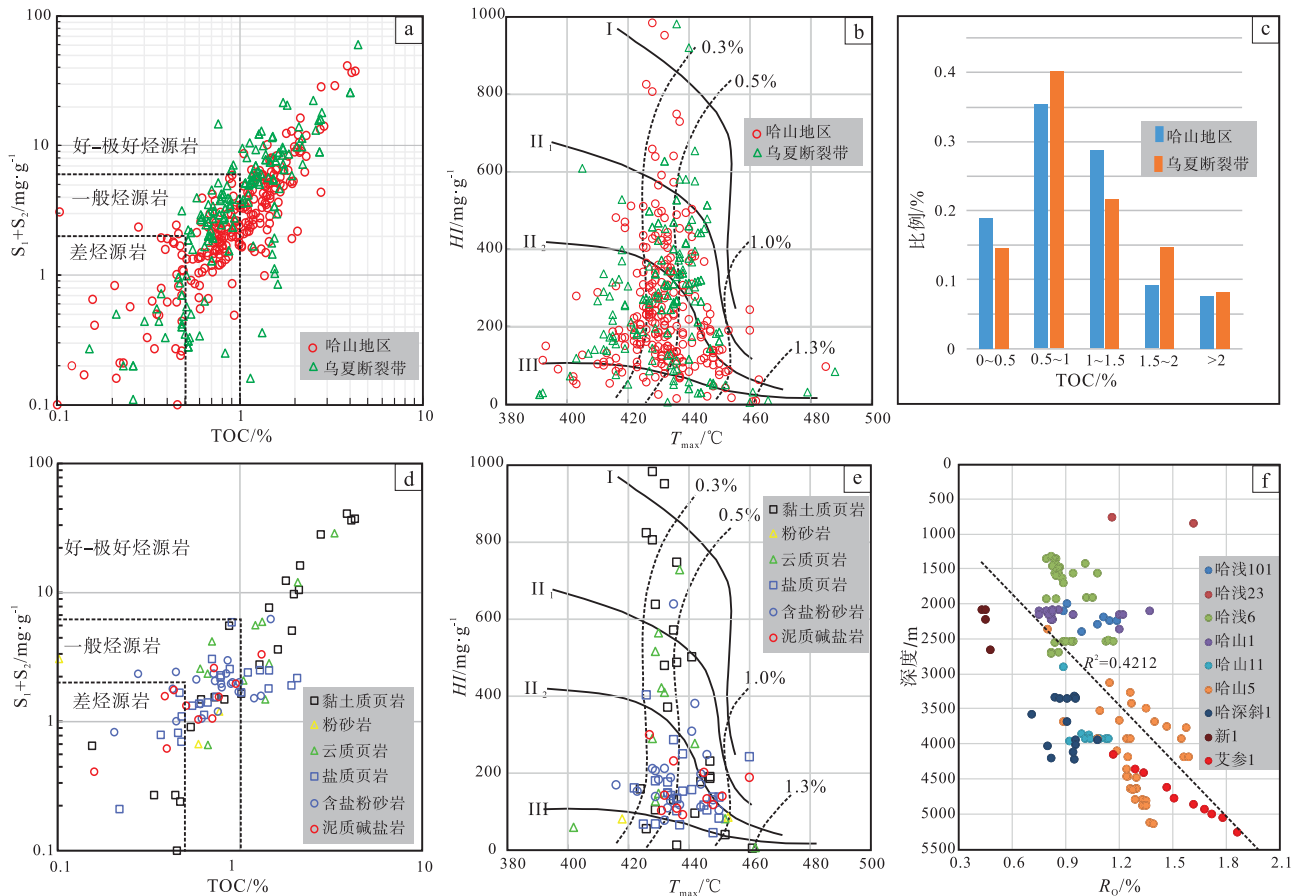 a
100
10
1
0.1
0.1
1
10
S₁+S₂/mg·g⁻¹
TOC/%
好-极好烃源岩
一般烃源岩
差烃源岩
哈山地区
乌夏断裂带
b
1000
800
600
400
200
0
380
400
420
440
460
480
500
HI/mg·g⁻¹
Tmax/℃
I
II₁
II₂
III
0.3%
0.5%
1.0%
1.3%
哈山地区
乌夏断裂带
c
0.4
0.3
0.2
0.1
0
比例/%
0~0.5
0.5~1
1~1.5
1.5~2
>2
TOC/%
哈山地区
乌夏断裂带
d
100
10
1
0.1
0.1
1
10
S₁+S₂/mg·g⁻¹
TOC/%
好-极好烃源岩
一般烃源岩
差烃源岩
黏土质页岩
粉砂岩
云质页岩
盐质页岩
含盐粉砂岩
泥质碱盐岩
e
1000
800
600
400
200
0
380
400
420
440
460
480
500
HI/mg·g⁻¹
Tmax/℃
I
II₁
II₂
III
0.3%
0.5%
1.0%
1.3%
黏土质页岩
粉砂岩
云质页岩
盐质页岩
含盐粉砂岩
泥质碱盐岩
f
0
500
1000
1500
2000
2500
3000
3500
4000
4500
5000
5500
0.3
0.6
0.9
1.2
1.5
1.8
2.1
深度/m
Rₒ/%
R²=0.4212
哈浅101
哈浅23
哈浅6
哈山1
哈山11
哈山5
哈深斜1
新1
艾参1